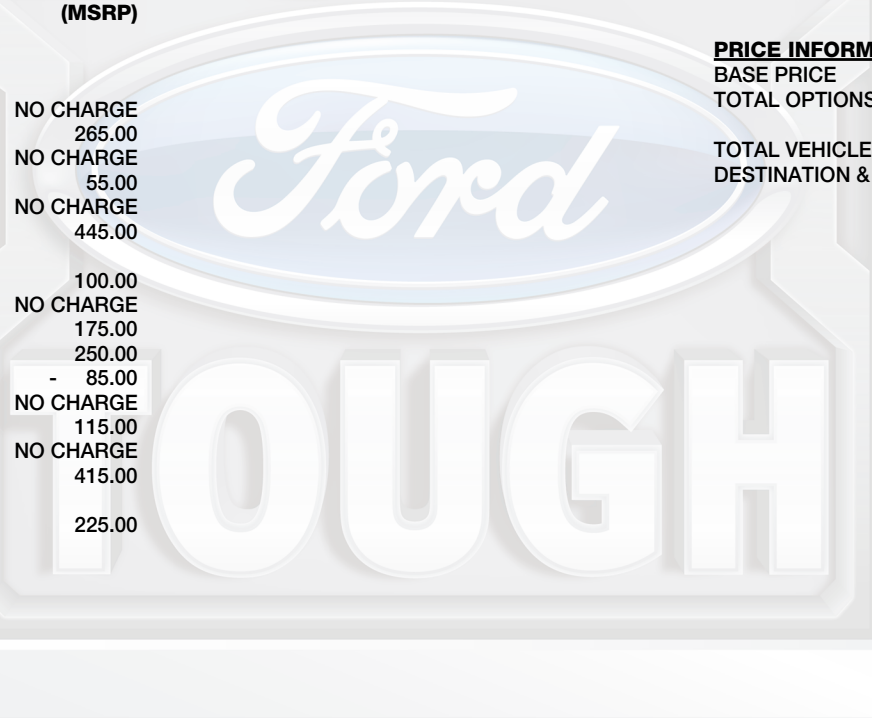 (MSRP)
NO CHARGE
265.00
NO CHARGE
55.00
NO CHARGE
445.00
100.00
NO CHARGE
175.00
250.00
- 85.00
NO CHARGE
115.00
NO CHARGE
415.00
225.00
PRICE INFORM
BASE PRICE
TOTAL OPTIONS
TOTAL VEHICLE
DESTINATION &
Ford
TOUGH